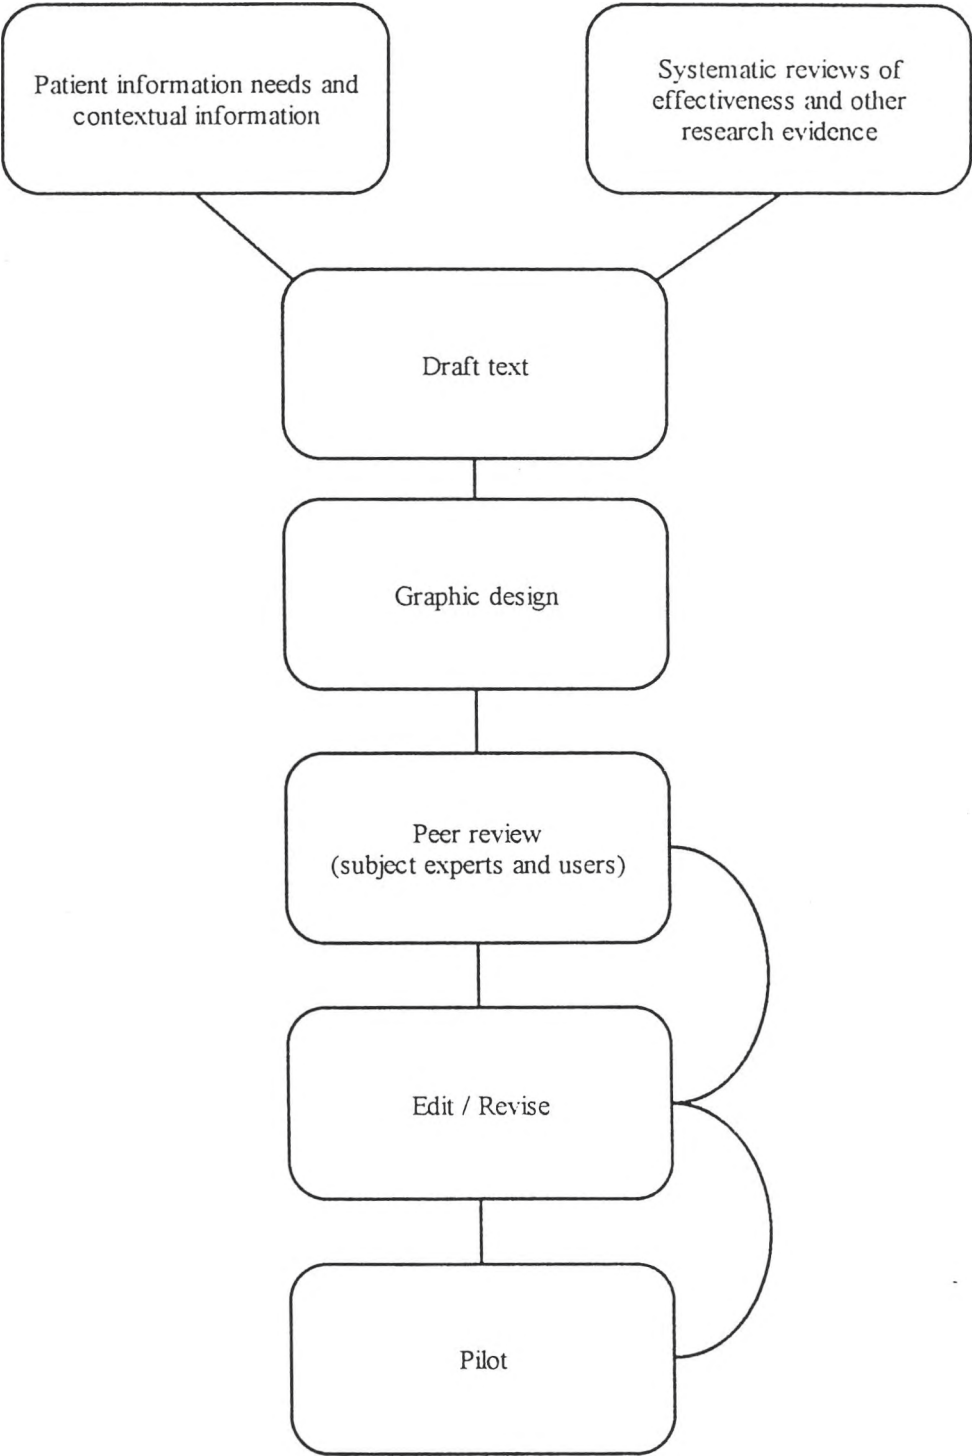 Patient information needs and
contextual information
Systematic reviews of
effectiveness and other
research evidence
Draft text
Graphic design
Peer review
(subject experts and users)
Edit / Revise
Pilot